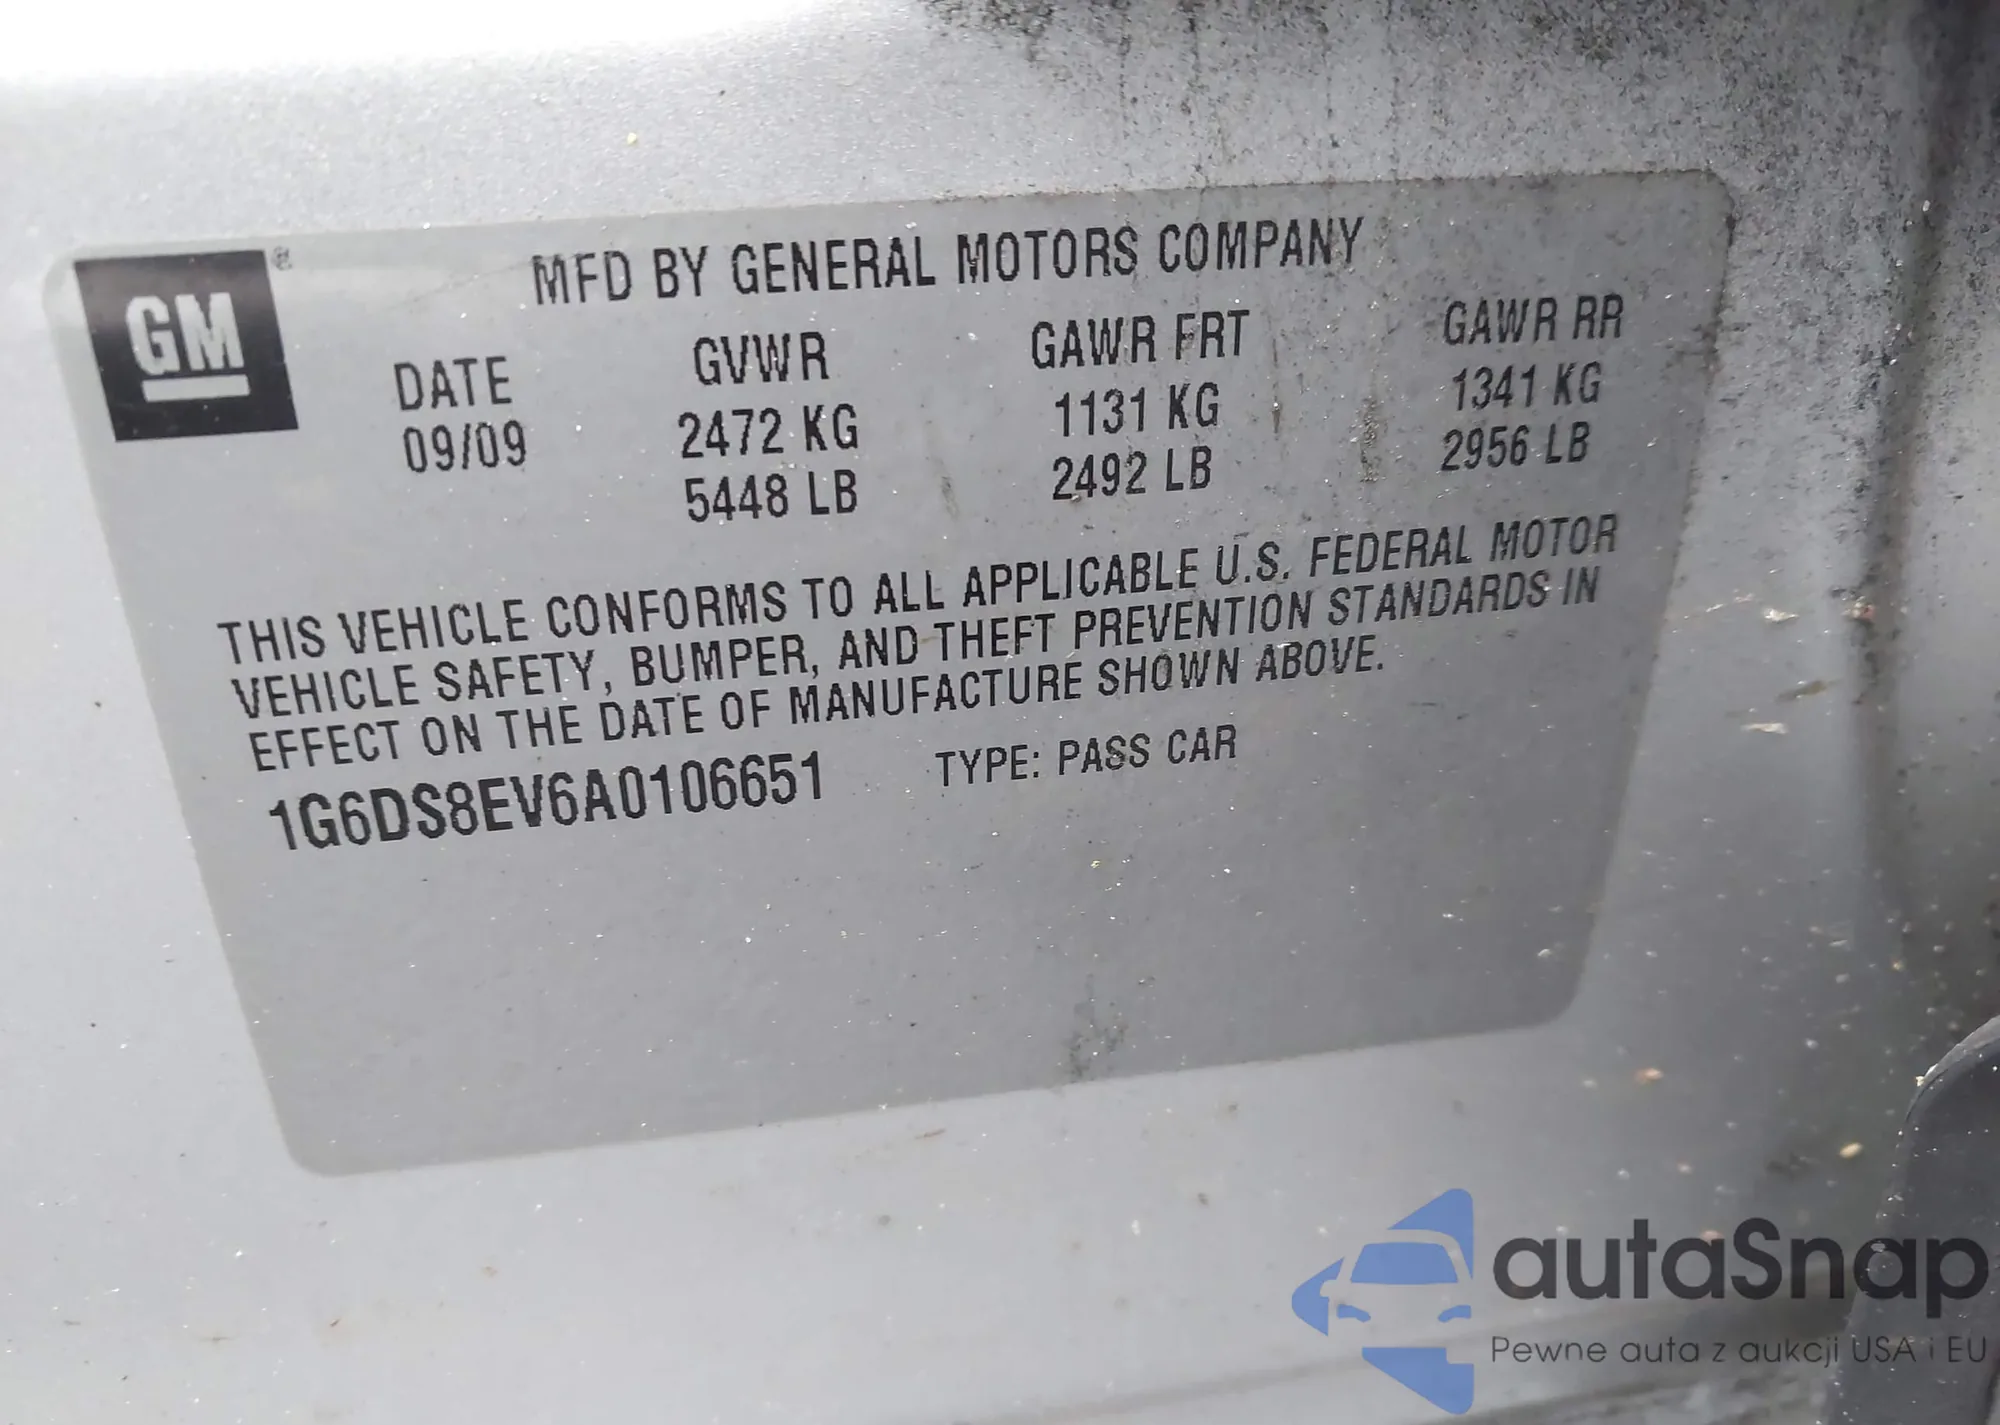 GM ®
MFD BY GENERAL MOTORS COMPANY
DATE GVWR GAWR FRT GAWR RR
09/09 2472 KG 1131 KG 1341 KG
5448 LB 2492 LB 2956 LB
THIS VEHICLE CONFORMS TO ALL APPLICABLE U.S. FEDERAL MOTOR
VEHICLE SAFETY, BUMPER, AND THEFT PREVENTION STANDARDS IN
EFFECT ON THE DATE OF MANUFACTURE SHOWN ABOVE.
1G6DS8EV6A0106651 TYPE: PASS CAR
autaSnap
Pewne auta z aukcji USA i EU